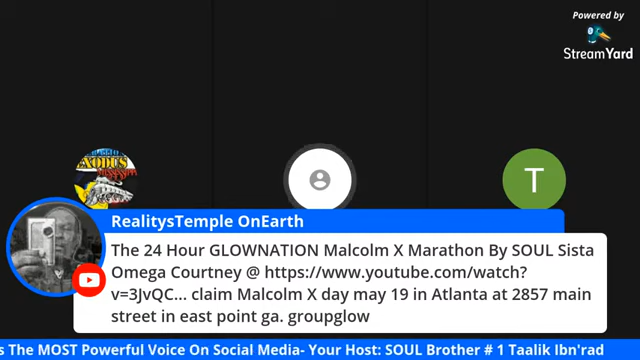 Powered by
StreamYard
EXODUS
MISSISSIPPI
T
RealitysTemple OnEarth
The 24 Hour GLOWNATION Malcolm X Marathon By SOUL Sista
Omega Courtney @ https://www.youtube.com/watch?
v=3JvQC... claim Malcolm X day may 19 in Atlanta at 2857 main
street in east point ga. groupglow
s The MOST Powerful Voice On Social Media- Your Host: SOUL Brother # 1 Taalik Ibn'rad